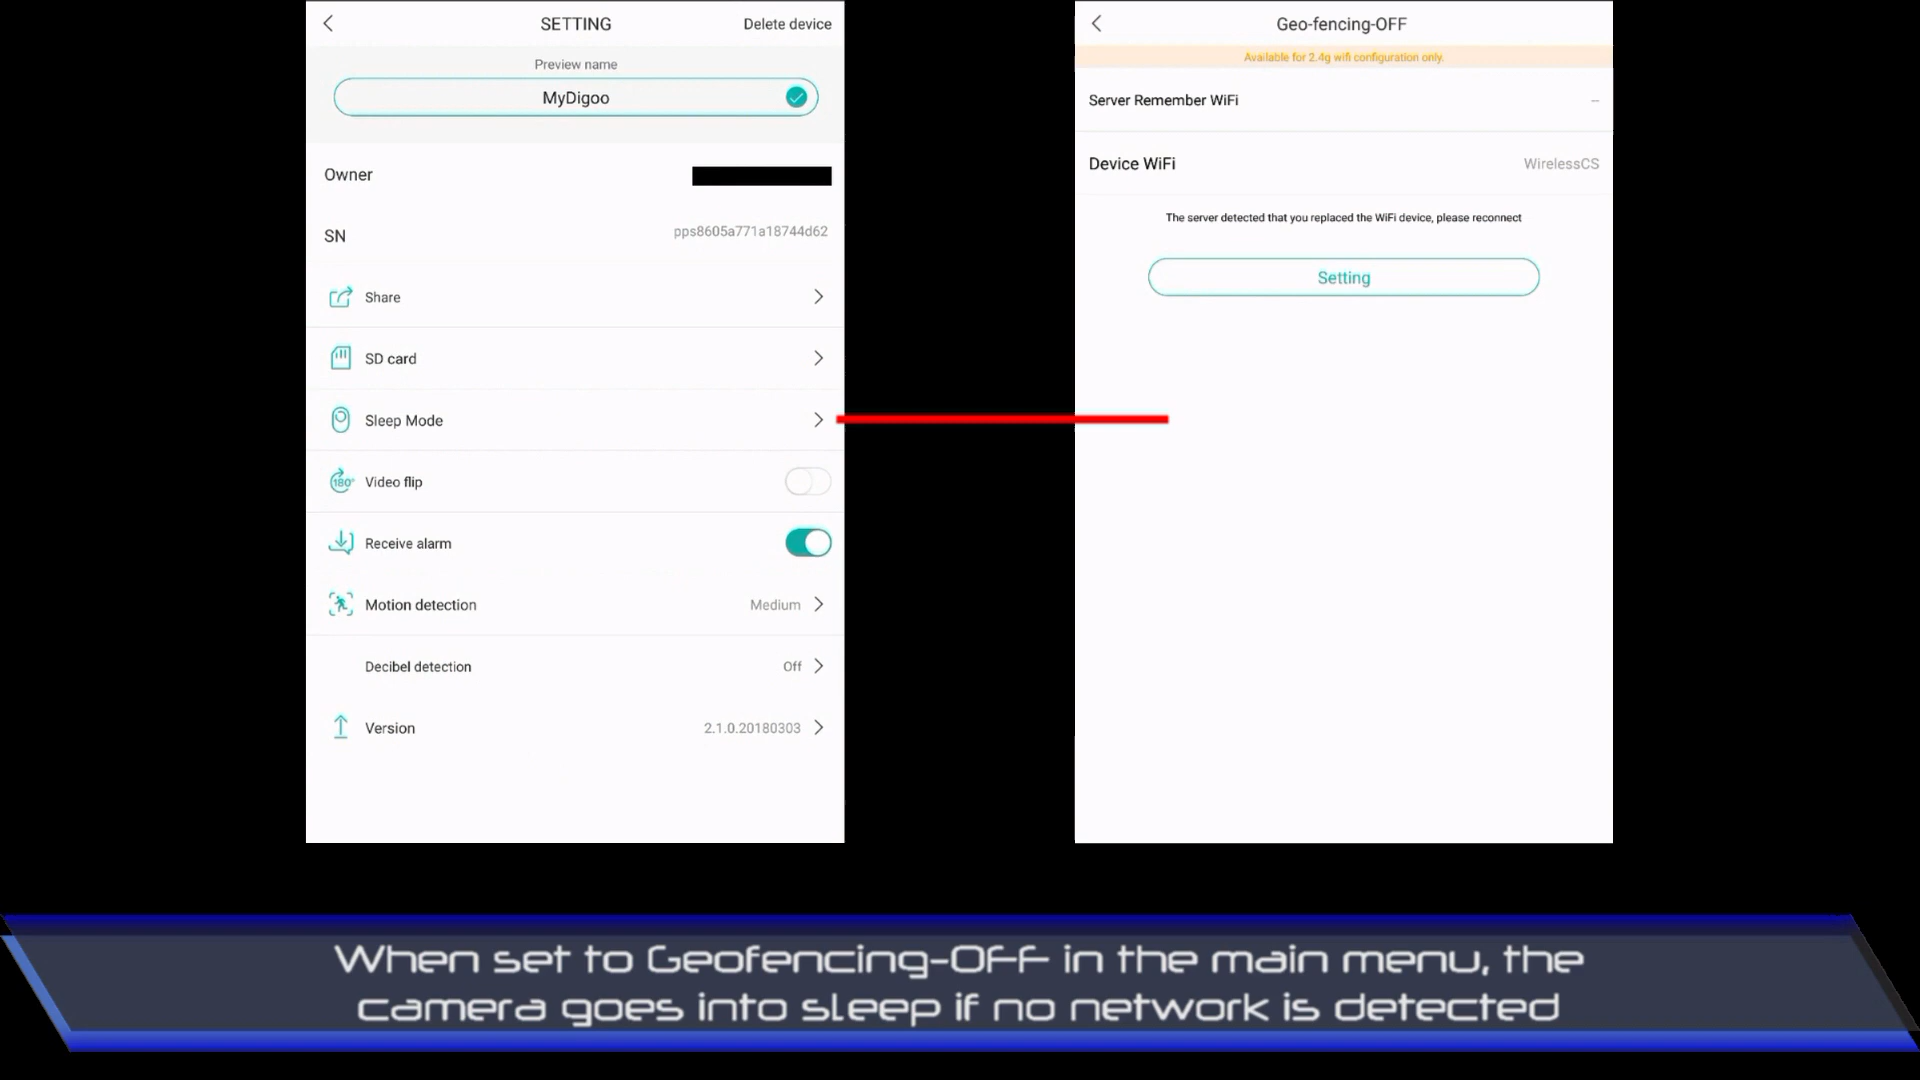 SETTING
Delete device
Preview name
MyDigoo
Owner
SN
pps8605a771a18744d62
Share
SD card
Sleep Mode
180°
Video flip
Receive alarm
Motion detection
Medium
Decibel detection
Off
Version
2.1.0.20180303
Geo-fencing-OFF
Available for 2.4g wifi configuration only.
Server Remember WiFi
--
Device WiFi
WirelessCS
The server detected that you replaced the WiFi device, please reconnect
Setting
When set to Geofencing-OFF in the main menu, the
camera goes into sleep if no network is detected